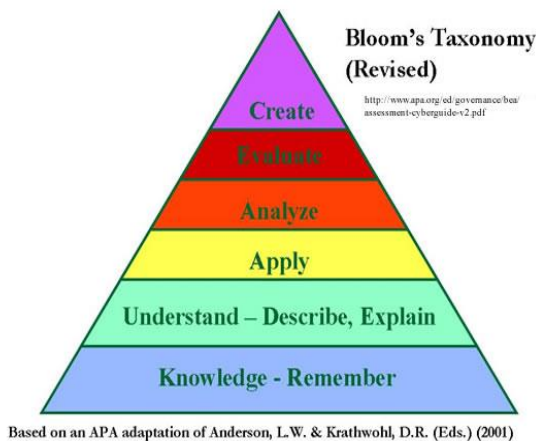 Bloom's Taxonomy
(Revised)
http://www.apa.org/ed/governance/bea/
assessment-cyberguide-v2.pdf
Create
Evaluate
Analyze
Apply
Understand – Describe, Explain
Knowledge - Remember
Based on an APA adaptation of Anderson, L.W. & Krathwohl, D.R. (Eds.) (2001)